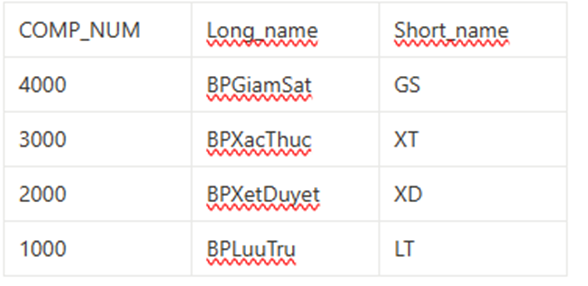 COMP_NUM Long_name Short_name
4000 BPGiamSat GS
3000 BPXacThuc XT
2000 BPXetDuyet XD
1000 BPLuuTru LT